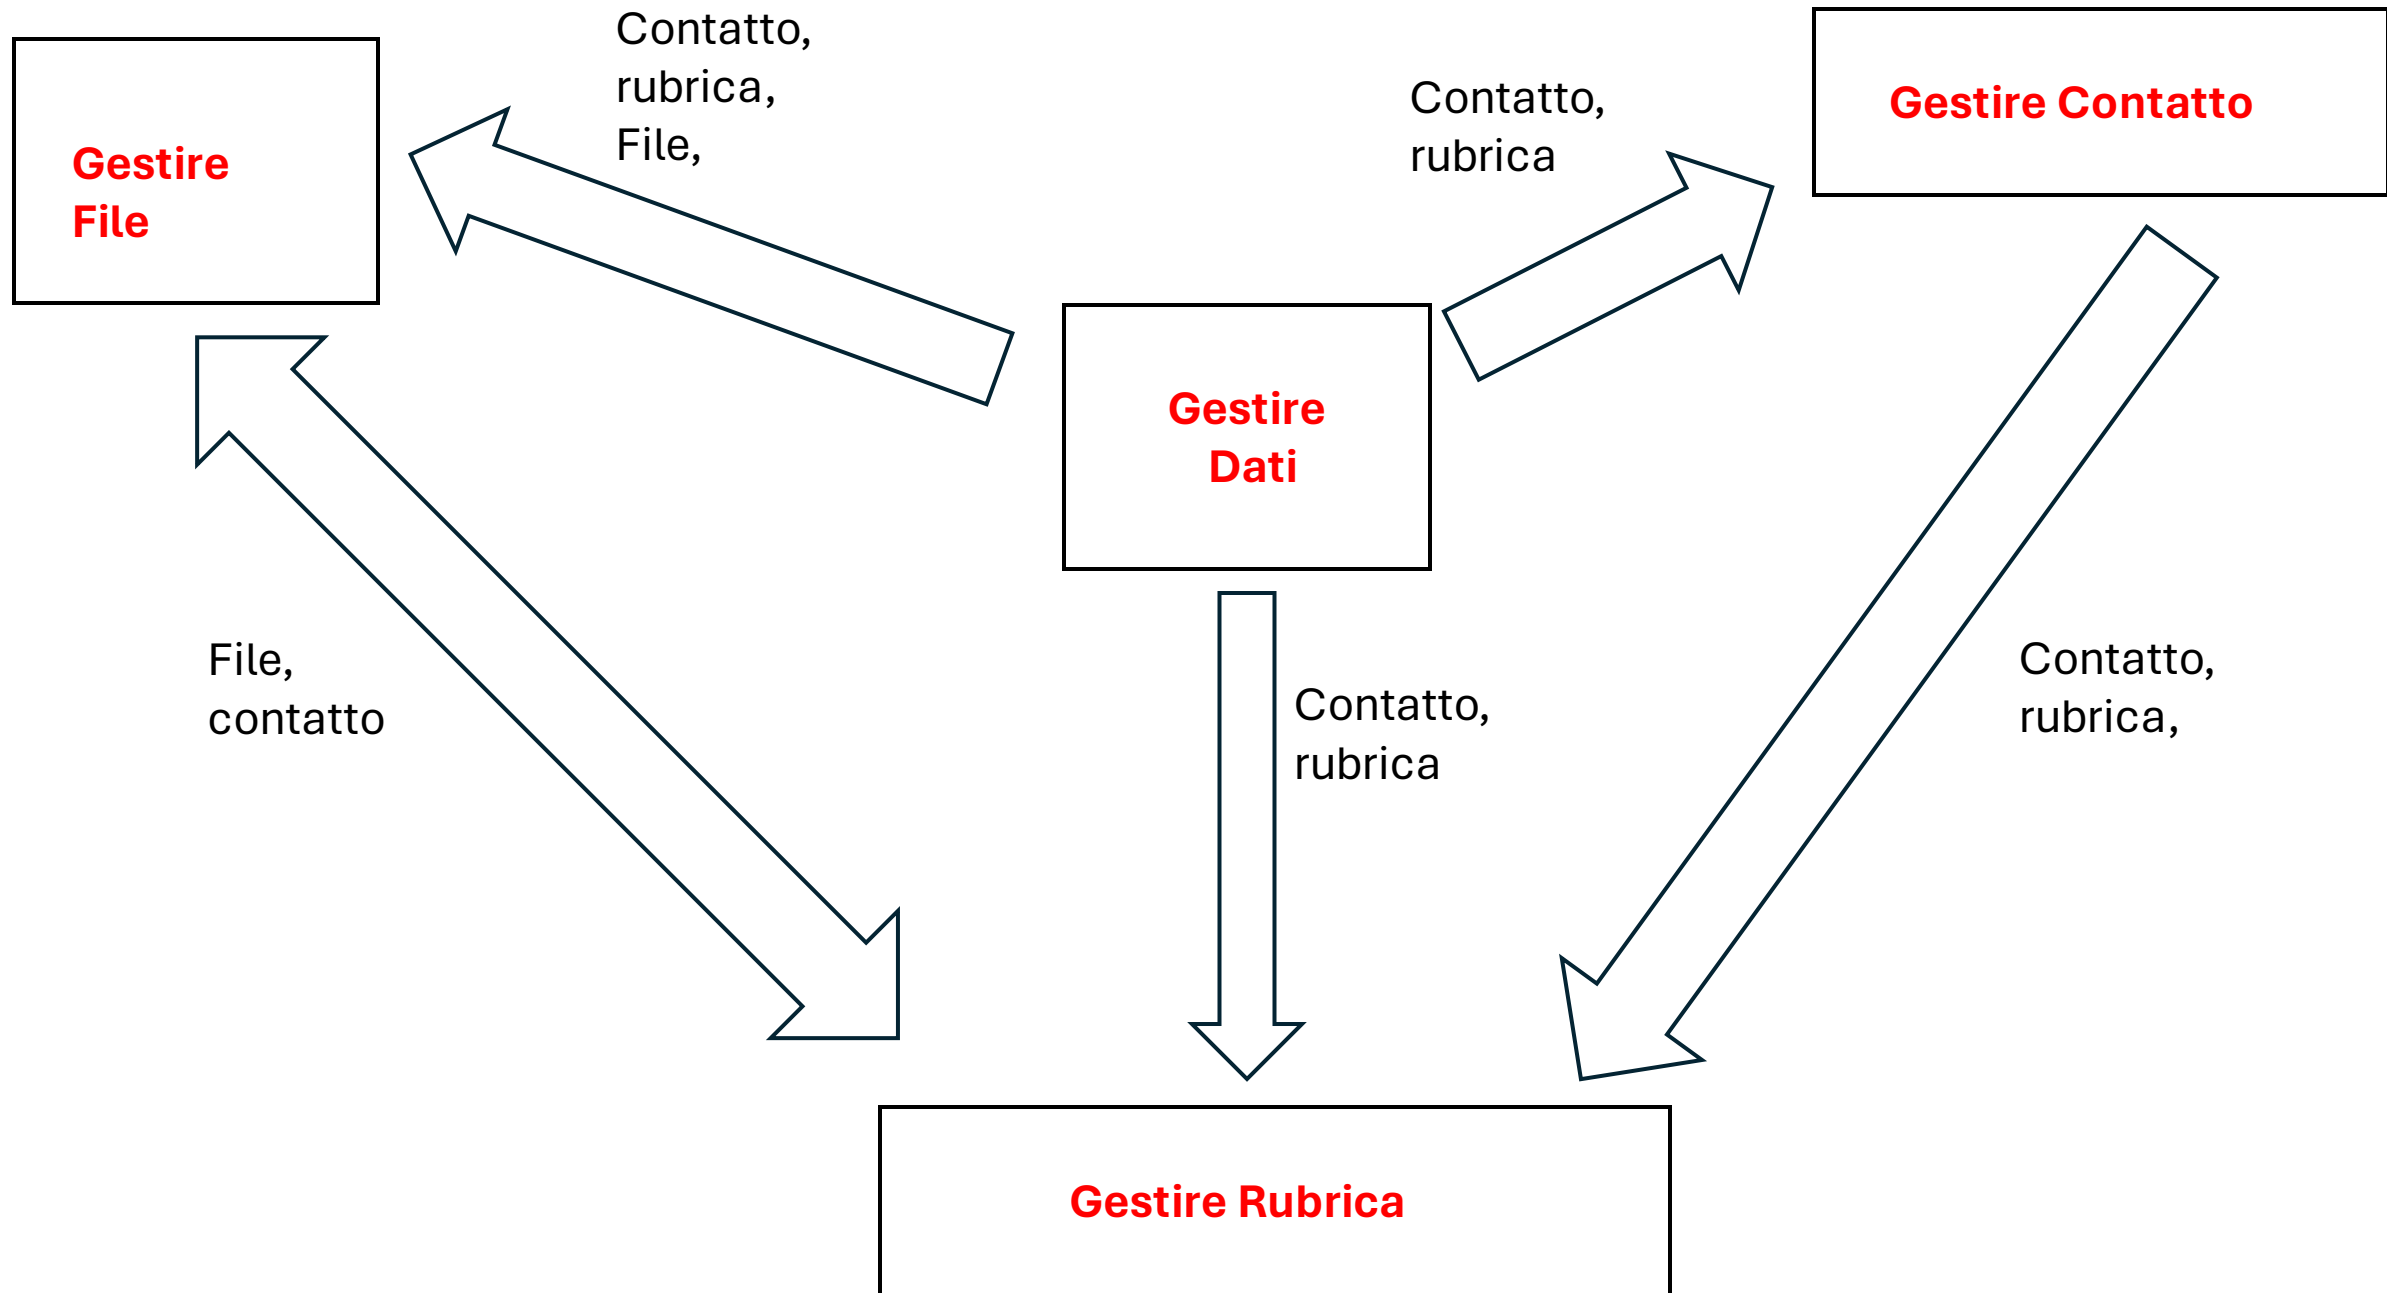 Contatto,
rubrica,
File,
Gestire
File
Contatto,
rubrica
Gestire Contatto
Gestire
Dati
File,
contatto
Contatto,
rubrica
Contatto,
rubrica,
Gestire Rubrica